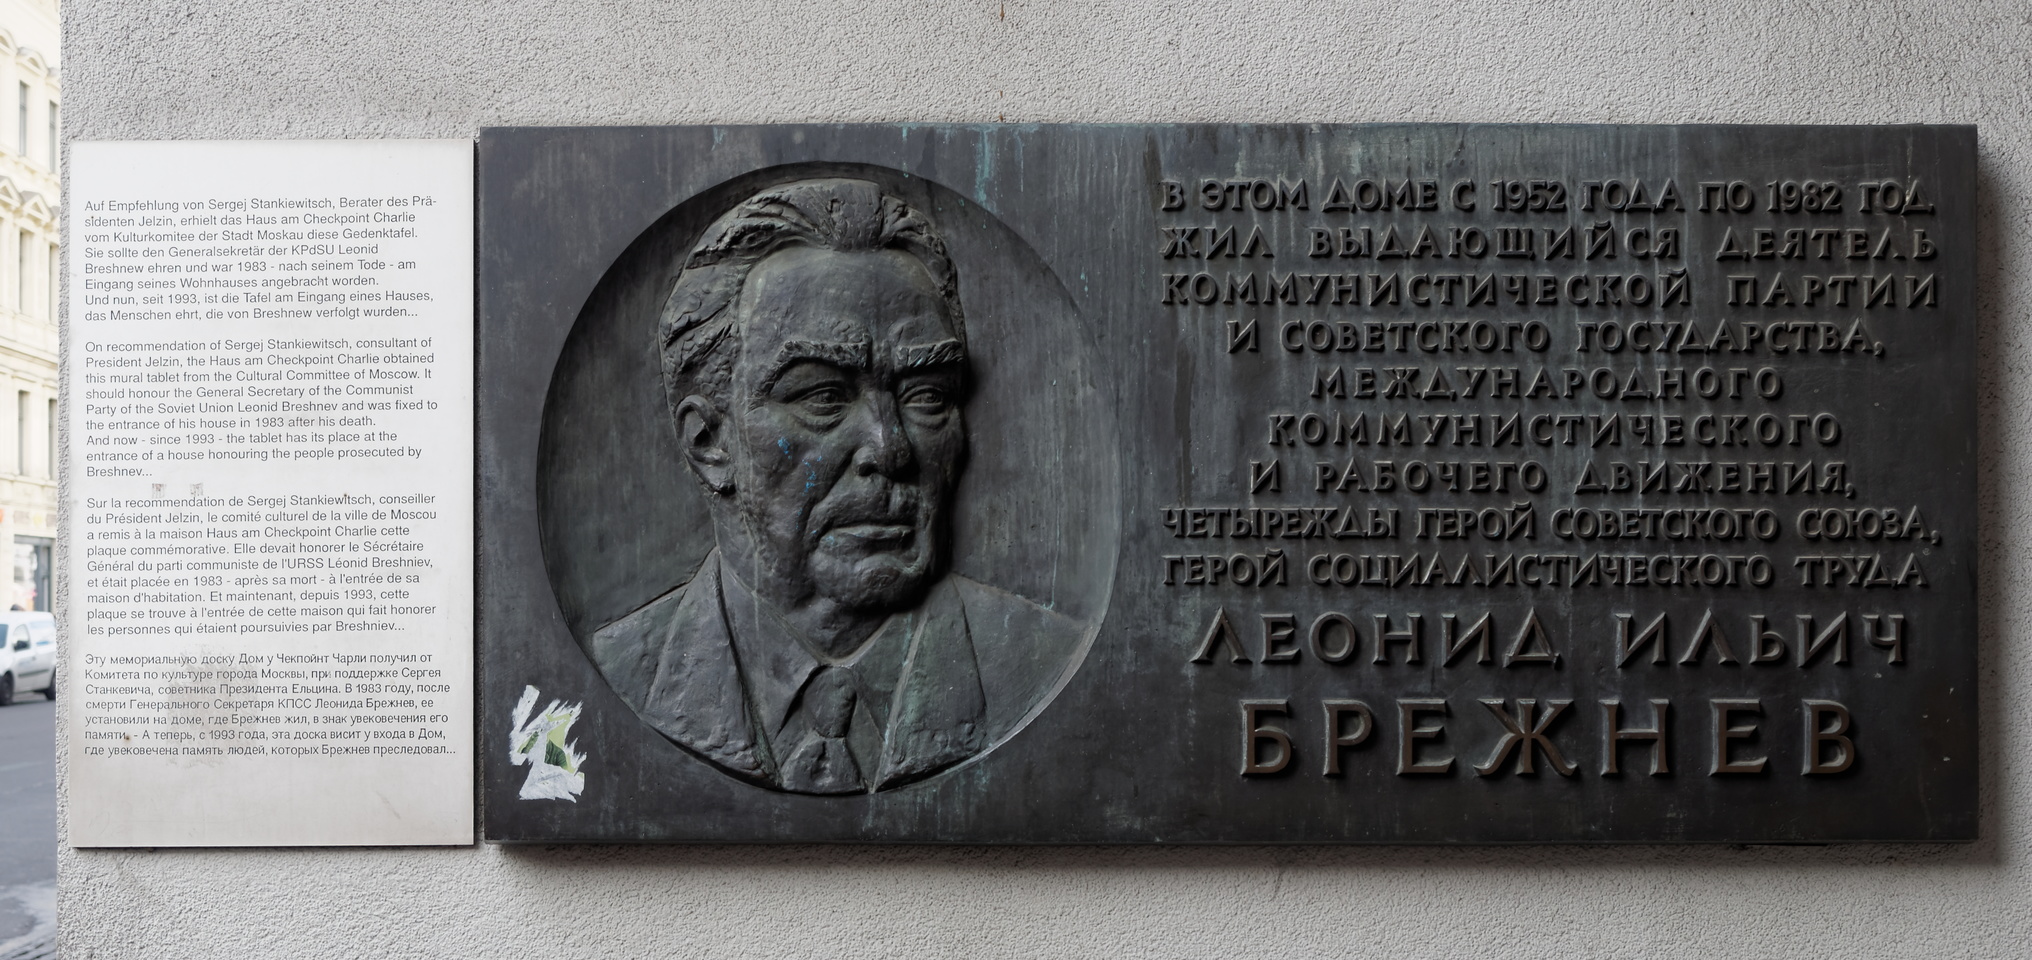 Auf Empfehlung von Sergej Stankiewitsch, Berater des Prä-
sidenten Jelzin, erhielt das Haus am Checkpoint Charlie
vom Kulturkomitee der Stadt Moskau diese Gedenktafel.
Sie sollte den Generalsekretär der KPdSU Leonid
Breshnew ehren und war 1983 - nach seinem Tode - am
Eingang seines Wohnhauses angebracht worden.
Und nun, seit 1993, ist die Tafel am Eingang eines Hauses,
das Menschen ehrt, die von Breshnew verfolgt wurden...
On recommendation of Sergej Stankiewitsch, consultant of
President Jelzin, the Haus am Checkpoint Charlie obtained
this mural tablet from the Cultural Committee of Moscow. It
should honour the General Secretary of the Communist
Party of the Soviet Union Leonid Breshnev and was fixed to
the entrance of his house in 1983 after his death.
And now - since 1993 - the tablet has its place at the
entrance of a house honouring the people prosecuted by
Breshnev...
Sur la recommendation de Sergej Stankiewitsch, conseiller
du Président Jelzin, le comité culturel de la ville de Moscou
a remis à la maison Haus am Checkpoint Charlie cette
plaque commémorative. Elle devait honorer le Sécrétaire
Général du parti communiste de l'URSS Léonid Breshniev,
et était placée en 1983 - après sa mort - à l'entrée de sa
maison d'habitation. Et maintenant, depuis 1993, cette
plaque se trouve à l'entrée de cette maison qui fait honorer
les personnes qui étaient poursuivies par Breshniev...
Эту мемориальную доску Дом у Чекпойнт Чарли получил от
Комитета по культуре города Москвы, при поддержке Сергея
Станкевича, советника Президента Ельцина. В 1983 году, после
смерти Генерального Секретаря КПСС Леонида Брежнев, ее
установили на доме, где Брежнев жил, в знак увековечения его
памяти. - А теперь, с 1993 года, эта доска висит у входа в Дом,
где увековечена память людей, которых Брежнев преследовал...
В ЭТОМ ДОМЕ С 1952 ГОДА ПО 1982 ГОД
ЖИЛ ВЫДАЮЩИЙСЯ ДЕЯТЕЛЬ
КОММУНИСТИЧЕСКОЙ ПАРТИИ
И СОВЕТСКОГО ГОСУДАРСТВА,
МЕЖДУНАРОДНОГО
КОММУНИСТИЧЕСКОГО
И РАБОЧЕГО ДВИЖЕНИЯ,
ЧЕТЫРЕЖДЫ ГЕРОЙ СОВЕТСКОГО СОЮЗА,
ГЕРОЙ СОЦИАЛИСТИЧЕСКОГО ТРУДА
ЛЕОНИД ИЛЬИЧ
БРЕЖНЕВ